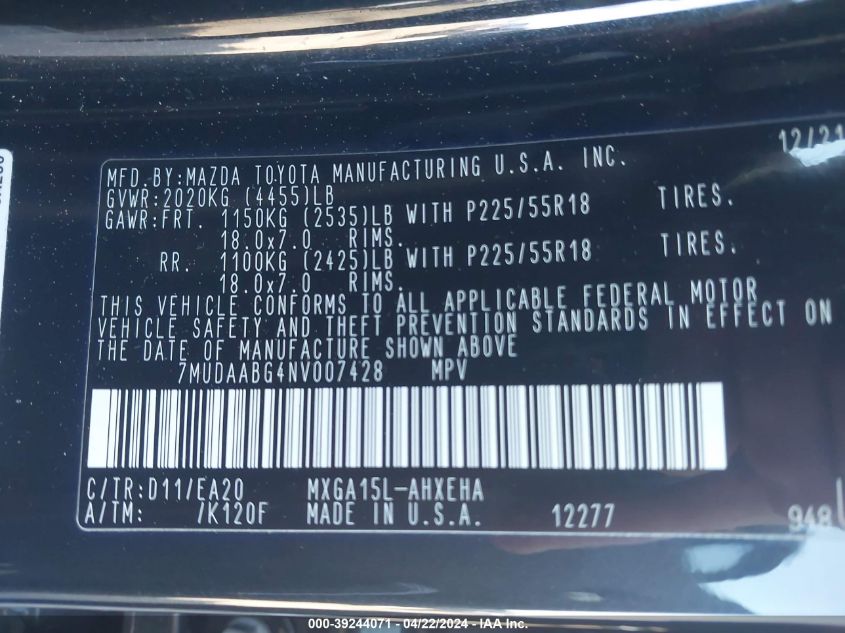 12/21
MFD.BY:MAZDA TOYOTA MANUFACTURING U.S.A. INC.
GVWR:2020KG (4455)LB
GAWR:FRT. 1150KG (2535)LB WITH P225/55R18 TIRES.
18.0x7.0 RIMS.
RR. 1100KG (2425)LB WITH P225/55R18 TIRES.
18.0x7.0 RIMS.
THIS VEHICLE CONFORMS TO ALL APPLICABLE FEDERAL MOTOR
VEHICLE SAFETY AND THEFT PREVENTION STANDARDS IN EFFECT ON
THE DATE OF MANUFACTURE SHOWN ABOVE
7MUDAABG4NV007428 MPV
C/TR:D11/EA20 MXGA15L-AHXEHA
A/TM: /K120F MADE IN U.S.A. 12277 948
000-39244071 - 04/22/2024 - IAA Inc.